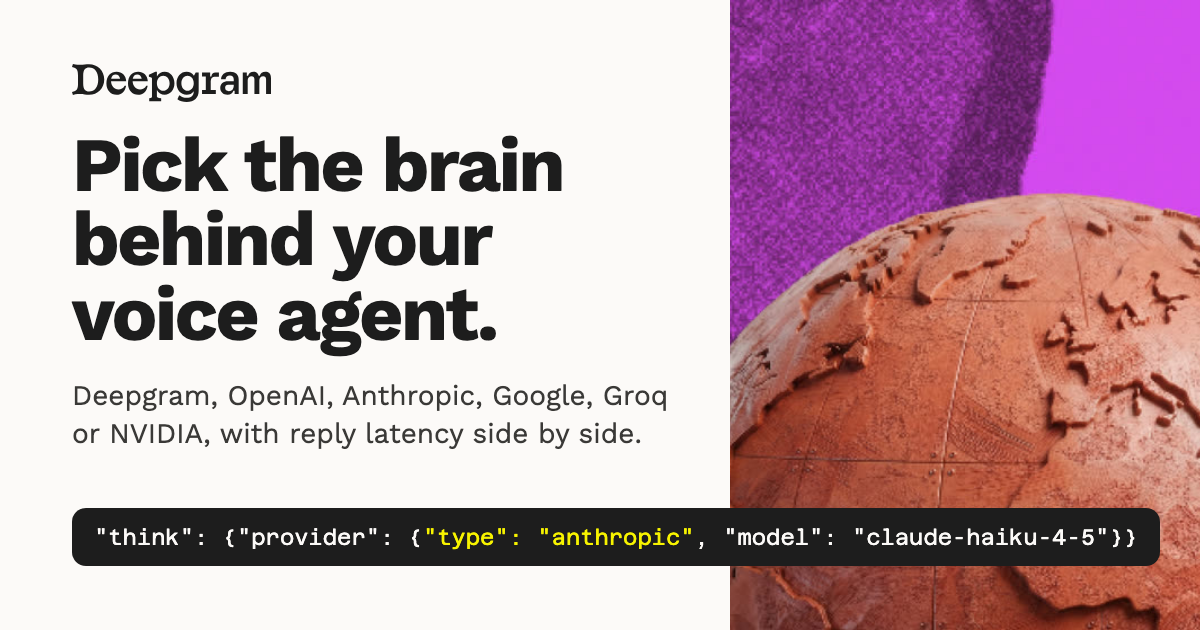 Deepgram
Pick the brain
behind your
voice agent.
Deepgram, OpenAI, Anthropic, Google, Groq
or NVIDIA, with reply latency side by side.
"think": {"provider": {"type": "anthropic", "model": "claude-haiku-4-5"}}